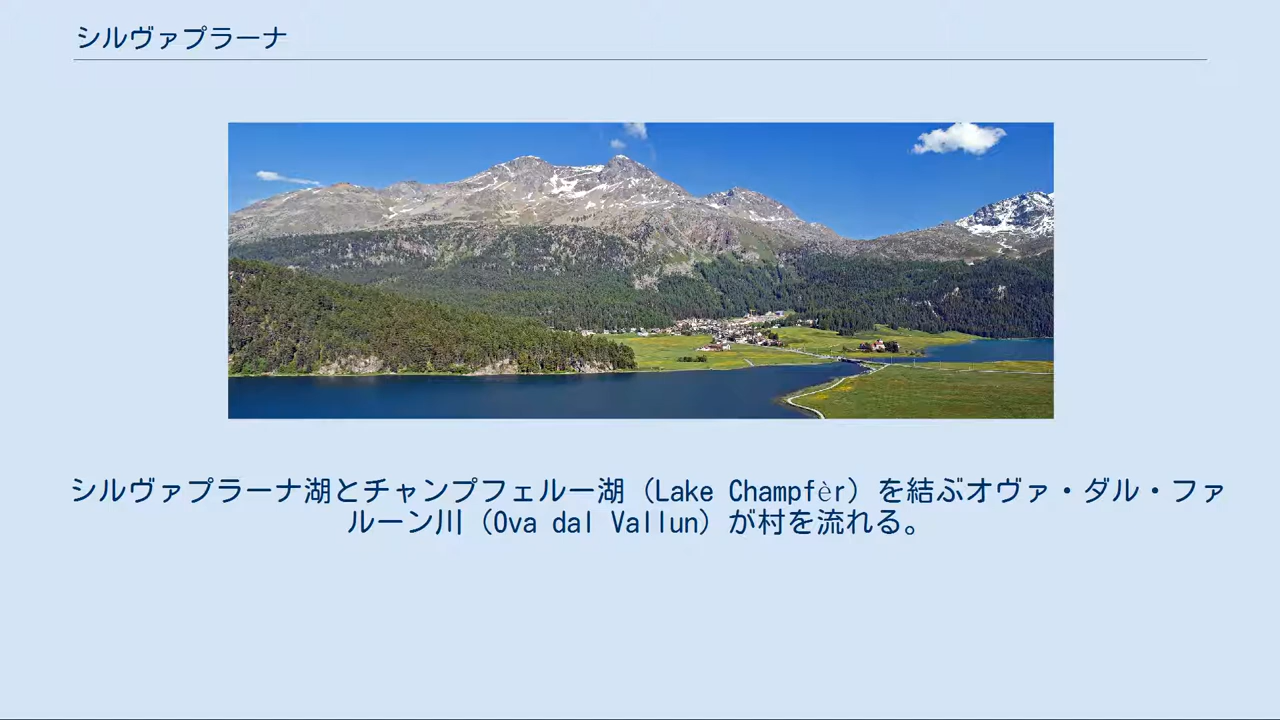 シルヴァプラーナ
シルヴァプラーナ湖とチャンプフェルー湖（Lake Champfèr）を結ぶオヴァ・ダル・ファ
ルーン川（Ova dal Vallun）が村を流れる。